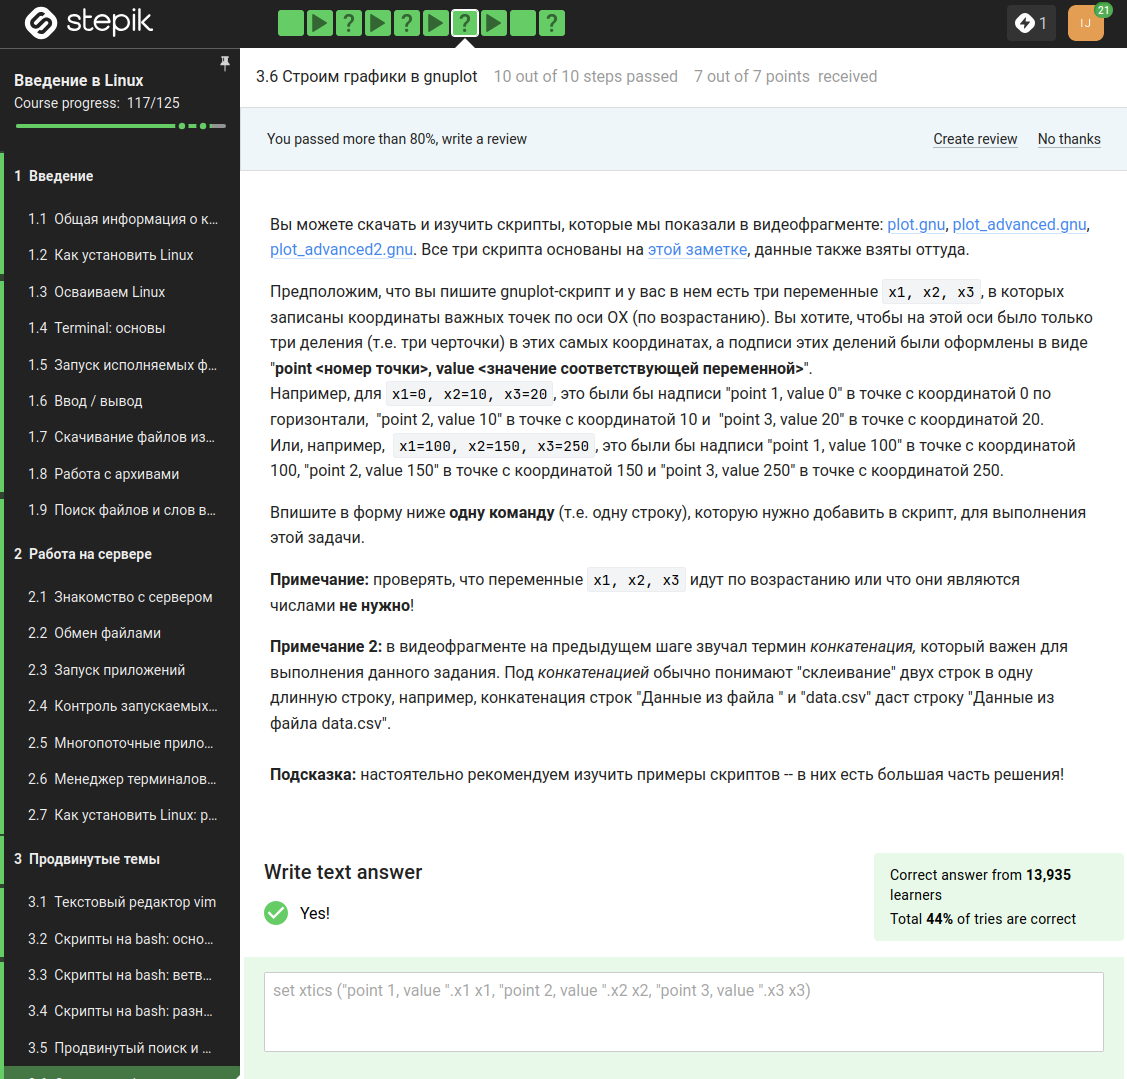 stepik
1
IJ
21
Введение в Linux
Course progress: 117/125
1 Введение
1.1 Общая информация о к...
1.2 Как установить Linux
1.3 Осваиваем Linux
1.4 Terminal: основы
1.5 Запуск исполняемых ф...
1.6 Ввод / вывод
1.7 Скачивание файлов из...
1.8 Работа с архивами
1.9 Поиск файлов и слов в...
2 Работа на сервере
2.1 Знакомство с сервером
2.2 Обмен файлами
2.3 Запуск приложений
2.4 Контроль запускаемых...
2.5 Многопоточные прило...
2.6 Менеджер терминалов...
2.7 Как установить Linux: р...
3 Продвинутые темы
3.1 Текстовый редактор vim
3.2 Скрипты на bash: осно...
3.3 Скрипты на bash: ветв...
3.4 Скрипты на bash: разн...
3.5 Продвинутый поиск и ...
3.6 Строим графики в gnuplot 10 out of 10 steps passed 7 out of 7 points received
You passed more than 80%, write a review
Create review No thanks
Вы можете скачать и изучить скрипты, которые мы показали в видеофрагменте: plot.gnu, plot_advanced.gnu,
plot_advanced2.gnu. Все три скрипта основаны на этой заметке, данные также взяты оттуда.
Предположим, что вы пишите gnuplot-скрипт и у вас в нем есть три переменные x1, x2, x3, в которых
записаны координаты важных точек по оси OX (по возрастанию). Вы хотите, чтобы на этой оси было только
три деления (т.е. три черточки) в этих самых координатах, а подписи этих делений были оформлены в виде
"point <номер точки>, value <значение соответствующей переменной>".
Например, для x1=0, x2=10, x3=20, это были бы надписи "point 1, value 0" в точке с координатой 0 по
горизонтали, "point 2, value 10" в точке с координатой 10 и "point 3, value 20" в точке с координатой 20.
Или, например, x1=100, x2=150, x3=250, это были бы надписи "point 1, value 100" в точке с координатой
100, "point 2, value 150" в точке с координатой 150 и "point 3, value 250" в точке с координатой 250.
Впишите в форму ниже одну команду (т.е. одну строку), которую нужно добавить в скрипт, для выполнения
этой задачи.
Примечание: проверять, что переменные x1, x2, x3 идут по возрастанию или что они являются
числами не нужно!
Примечание 2: в видеофрагменте на предыдущем шаге звучал термин конкатенация, который важен для
выполнения данного задания. Под конкатенацией обычно понимают "склеивание" двух строк в одну
длинную строку, например, конкатенация строк "Данные из файла " и "data.csv" даст строку "Данные из
файла data.csv".
Подсказка: настоятельно рекомендуем изучить примеры скриптов -- в них есть большая часть решения!
Write text answer
Yes!
Correct answer from 13,935
learners
Total 44% of tries are correct
set xtics ("point 1, value ".x1 x1, "point 2, value ".x2 x2, "point 3, value ".x3 x3)